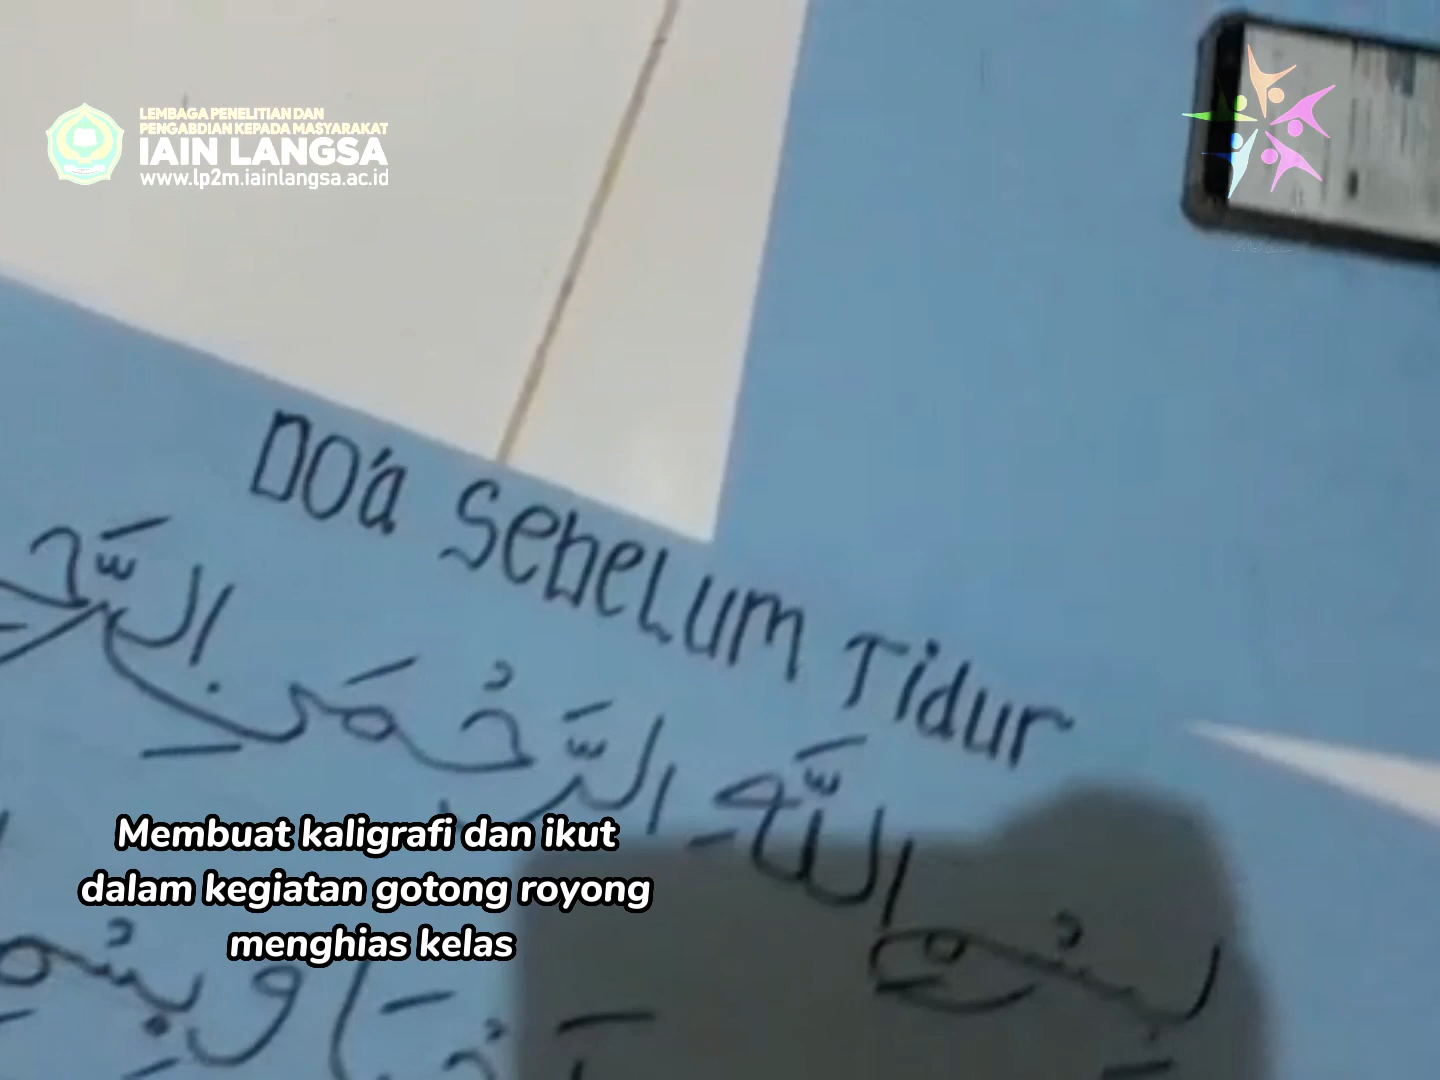 LEMBAGA PENELITIAN DAN
PENGABDIAN KEPADA MASYARAKAT
IAIN LANGSA
www.lp2m.iainlangsa.ac.id
DO'a Sebelum Tidur
بِسْمِ اللَّهِ الرَّحْمَنِ الرَّحِ
Membuat kaligrafi dan ikut
dalam kegiatan gotong royong
menghias kelas